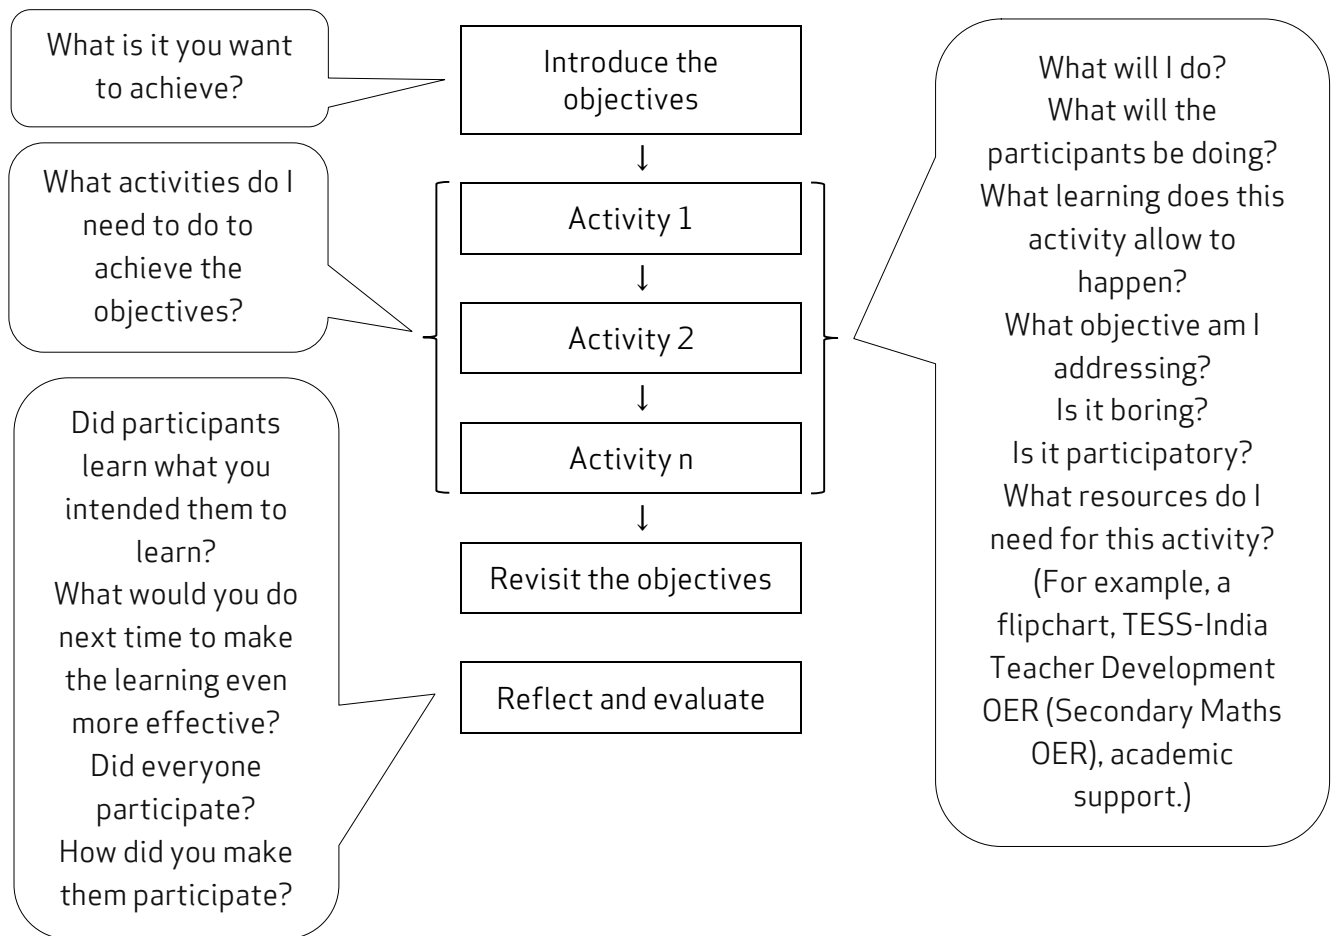 What is it you want
to achieve?
Introduce the
objectives
↓
What activities do I
need to do to
achieve the
objectives?
Activity 1
↓
Activity 2
↓
Activity n
↓
Revisit the objectives
Reflect and evaluate
Did participants
learn what you
intended them to
learn?
What would you do
next time to make
the learning even
more effective?
Did everyone
participate?
How did you make
them participate?
What will I do?
What will the
participants be doing?
What learning does this
activity allow to
happen?
What objective am I
addressing?
Is it boring?
Is it participatory?
What resources do I
need for this activity?
(For example, a
flipchart, TESS-India
Teacher Development
OER (Secondary Maths
OER), academic
support.)